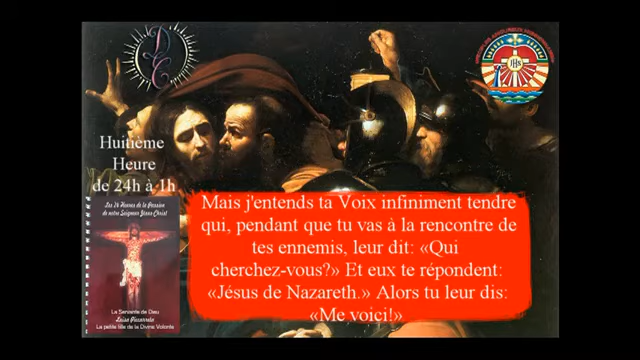 Huitième
Heure
de 24h à 1h
Les 24 Heures de la Passion
de notre Seigneur Jésus-Christ
La Servante de Dieu
Luisa Piccarreta
La petite fille de la Divine Volonté
IHS
Mais j'entends ta Voix infiniment tendre
qui, pendant que tu vas à la rencontre de
tes ennemis, leur dit: «Qui
cherchez-vous?» Et eux te répondent:
«Jésus de Nazareth.» Alors tu leur dis:
«Me voici!»